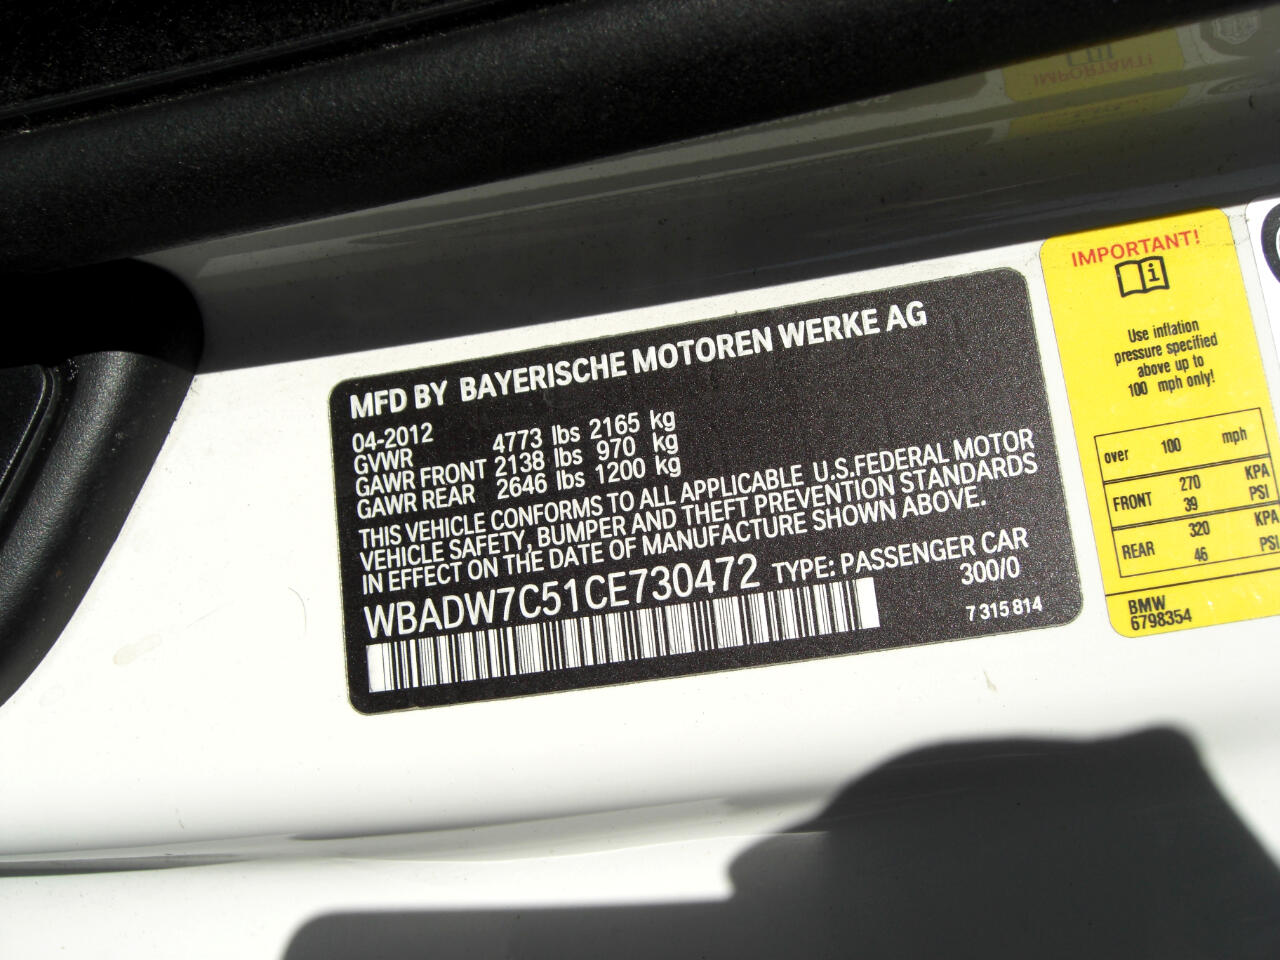 MFD BY BAYERISCHE MOTOREN WERKE AG
04-2012
GVWR 4773 lbs 2165 kg
GAWR FRONT 2138 lbs 970 kg
GAWR REAR 2646 lbs 1200 kg
THIS VEHICLE CONFORMS TO ALL APPLICABLE U.S.FEDERAL MOTOR
VEHICLE SAFETY, BUMPER AND THEFT PREVENTION STANDARDS
IN EFFECT ON THE DATE OF MANUFACTURE SHOWN ABOVE.
WBADW7C51CE730472 TYPE: PASSENGER CAR
300/0
7 315 814
IMPORTANT!
i
Use inflation
pressure specified
above up to
100 mph only!
over 100 mph
FRONT 270 KPA
39 PSI
REAR 320 KPA
46 PSI
BMW
6798354
IMPORTANT!